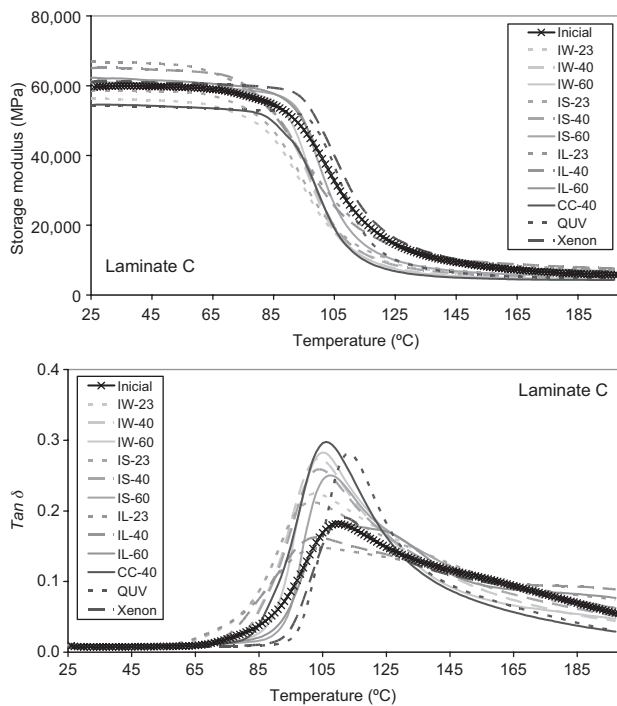 80,000
60,000
40,000
20,000
0
Storage modulus (MPa)
Inicial
IW-23
IW-40
IW-60
IS-23
IS-40
IS-60
IL-23
IL-40
IL-60
CC-40
QUV
Xenon
Laminate C
25 45 65 85 105 125 145 165 185
Temperature (ºC)
0.4
0.3
0.2
0.1
0.0
Tan δ
Inicial
IW-23
IW-40
IW-60
IS-23
IS-40
IS-60
IL-23
IL-40
IL-60
CC-40
QUV
Xenon
Laminate C
25 45 65 85 105 125 145 165 185
Temperature (ºC)